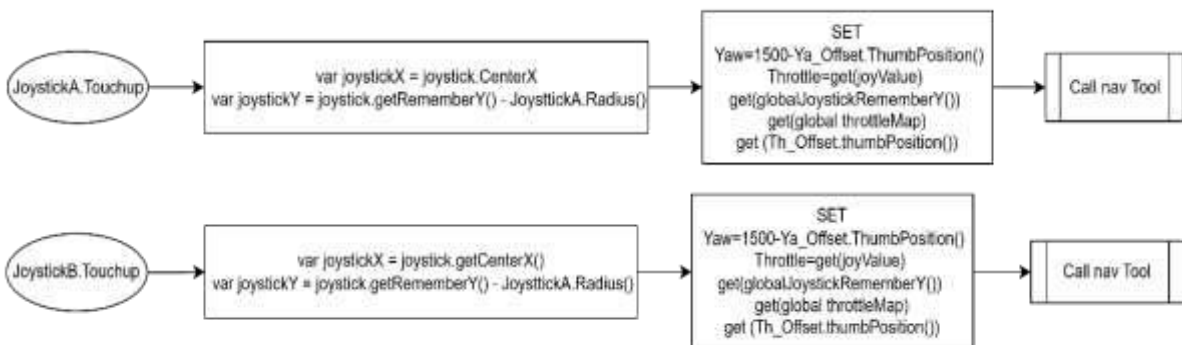 JoystickA.Touchup
var joystickX = joystick.CenterX
var joystickY = joystick.getRememberY() - JoysttickA.Radius()
SET
Yaw=1500-Ya_Offset.ThumbPosition()
Throttle=get(joyValue)
get(globalJoystickRememberY())
get(global throttleMap)
get (Th_Offset.thumbPosition())
Call nav Tool
JoystickB.Touchup
var joystickX = joystick.getCenterX()
var joystickY = joystick.getRememberY() - JoysttickA.Radius()
SET
Yaw=1500-Ya_Offset.ThumbPosition()
Throttle=get(joyValue)
get(globalJoystickRememberY())
get(global throttleMap)
get (Th_Offset.thumbPosition())
Call nav Tool